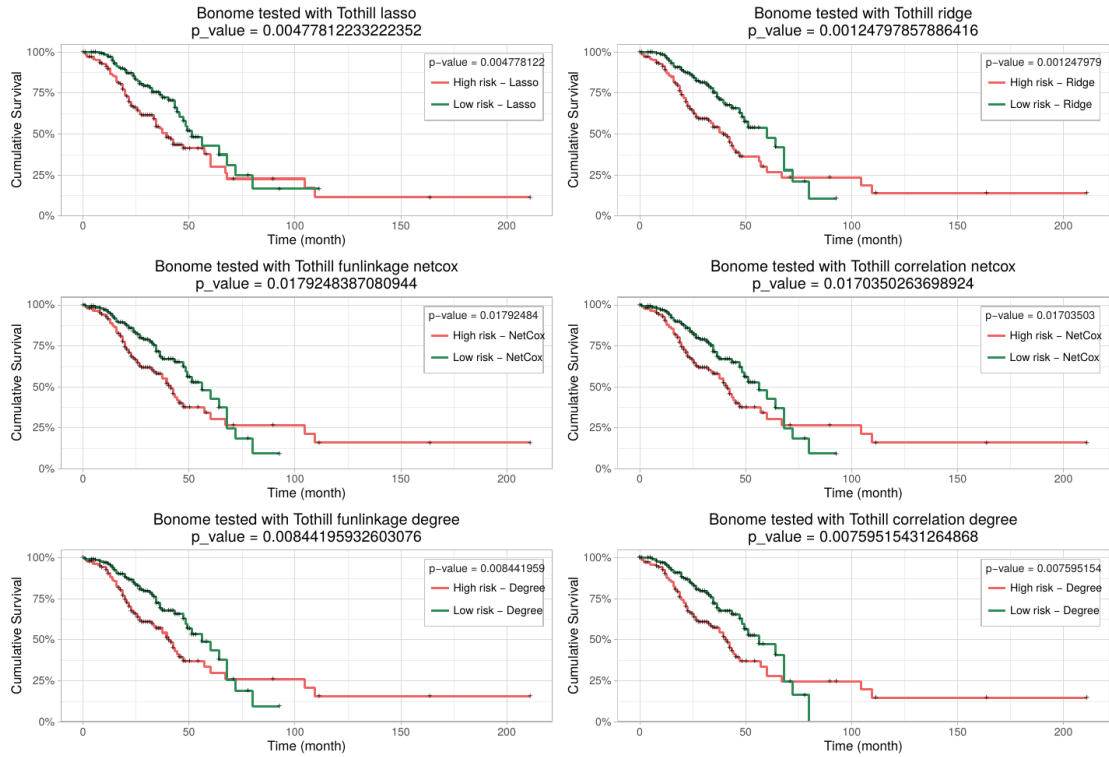 Bonome tested with Tothill lasso
p_value = 0.00477812233222352
100%
75%
50%
25%
0%
Cumulative Survival
p−value = 0.004778122
High risk − Lasso
Low risk − Lasso
0 50 100 150 200
Time (month)
Bonome tested with Tothill ridge
p_value = 0.00124797857886416
100%
75%
50%
25%
0%
Cumulative Survival
p−value = 0.001247979
High risk − Ridge
Low risk − Ridge
0 50 100 150 200
Time (month)
Bonome tested with Tothill funlinkage netcox
p_value = 0.0179248387080944
100%
75%
50%
25%
0%
Cumulative Survival
p−value = 0.01792484
High risk − NetCox
Low risk − NetCox
0 50 100 150 200
Time (month)
Bonome tested with Tothill correlation netcox
p_value = 0.0170350263698924
100%
75%
50%
25%
0%
Cumulative Survival
p−value = 0.01703503
High risk − NetCox
Low risk − NetCox
0 50 100 150 200
Time (month)
Bonome tested with Tothill funlinkage degree
p_value = 0.00844195932603076
100%
75%
50%
25%
0%
Cumulative Survival
p−value = 0.008441959
High risk − Degree
Low risk − Degree
0 50 100 150 200
Time (month)
Bonome tested with Tothill correlation degree
p_value = 0.00759515431264868
100%
75%
50%
25%
0%
Cumulative Survival
p−value = 0.007595154
High risk − Degree
Low risk − Degree
0 50 100 150 200
Time (month)